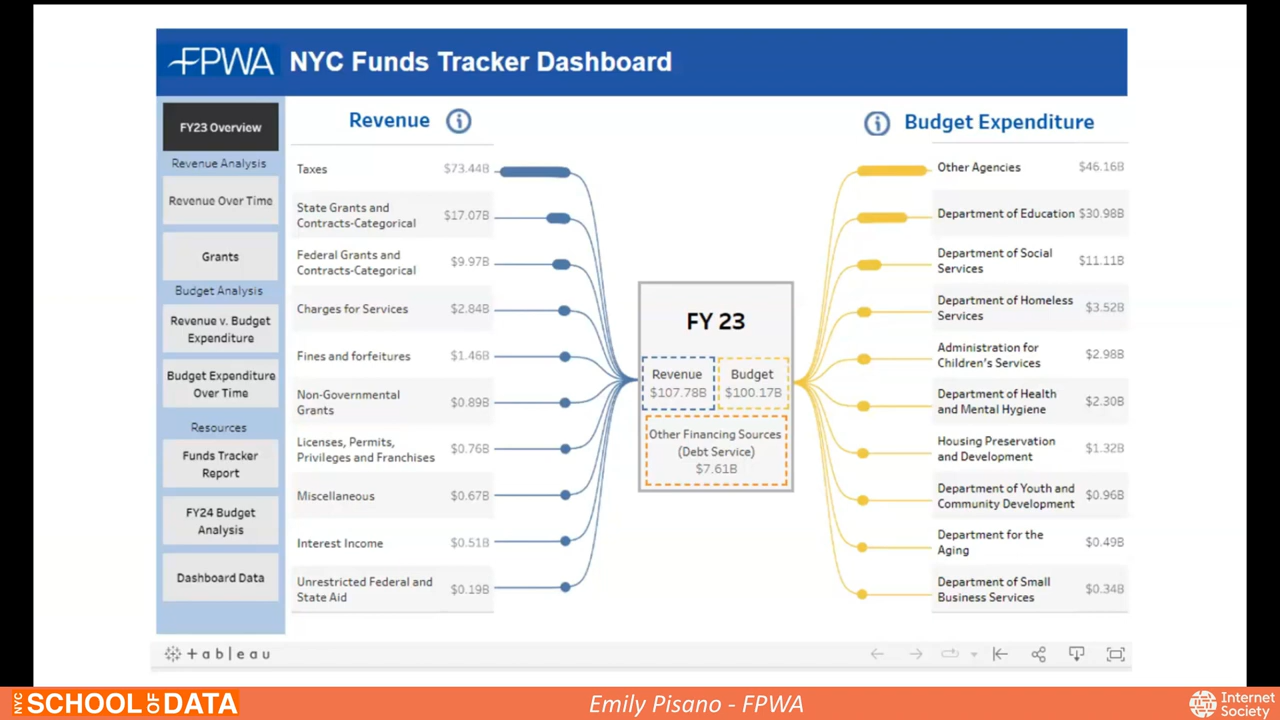 FPWA NYC Funds Tracker Dashboard
FY23 Overview
Revenue Analysis
Revenue Over Time
Grants
Budget Analysis
Revenue v. Budget
Expenditure
Budget Expenditure
Over Time
Resources
Funds Tracker
Report
FY24 Budget
Analysis
Dashboard Data
Revenue
Taxes $73.44B
State Grants and
Contracts-Categorical $17.07B
Federal Grants and
Contracts-Categorical $9.97B
Charges for Services $2.84B
Fines and forfeitures $1.46B
Non-Governmental
Grants $0.89B
Licenses, Permits,
Privileges and Franchises $0.76B
Miscellaneous $0.67B
Interest Income $0.51B
Unrestricted Federal and
State Aid $0.19B
FY 23
Revenue
$107.78B
Budget
$100.17B
Other Financing Sources
(Debt Service)
$7.61B
Budget Expenditure
Other Agencies $46.16B
Department of Education $30.98B
Department of Social
Services $11.11B
Department of Homeless
Services $3.52B
Administration for
Children's Services $2.98B
Department of Health
and Mental Hygiene $2.30B
Housing Preservation
and Development $1.32B
Department of Youth and
Community Development $0.96B
Department for the
Aging $0.49B
Department of Small
Business Services $0.34B
+ a b l e a u
NYC SCHOOL OF DATA
Emily Pisano - FPWA
Internet
Society